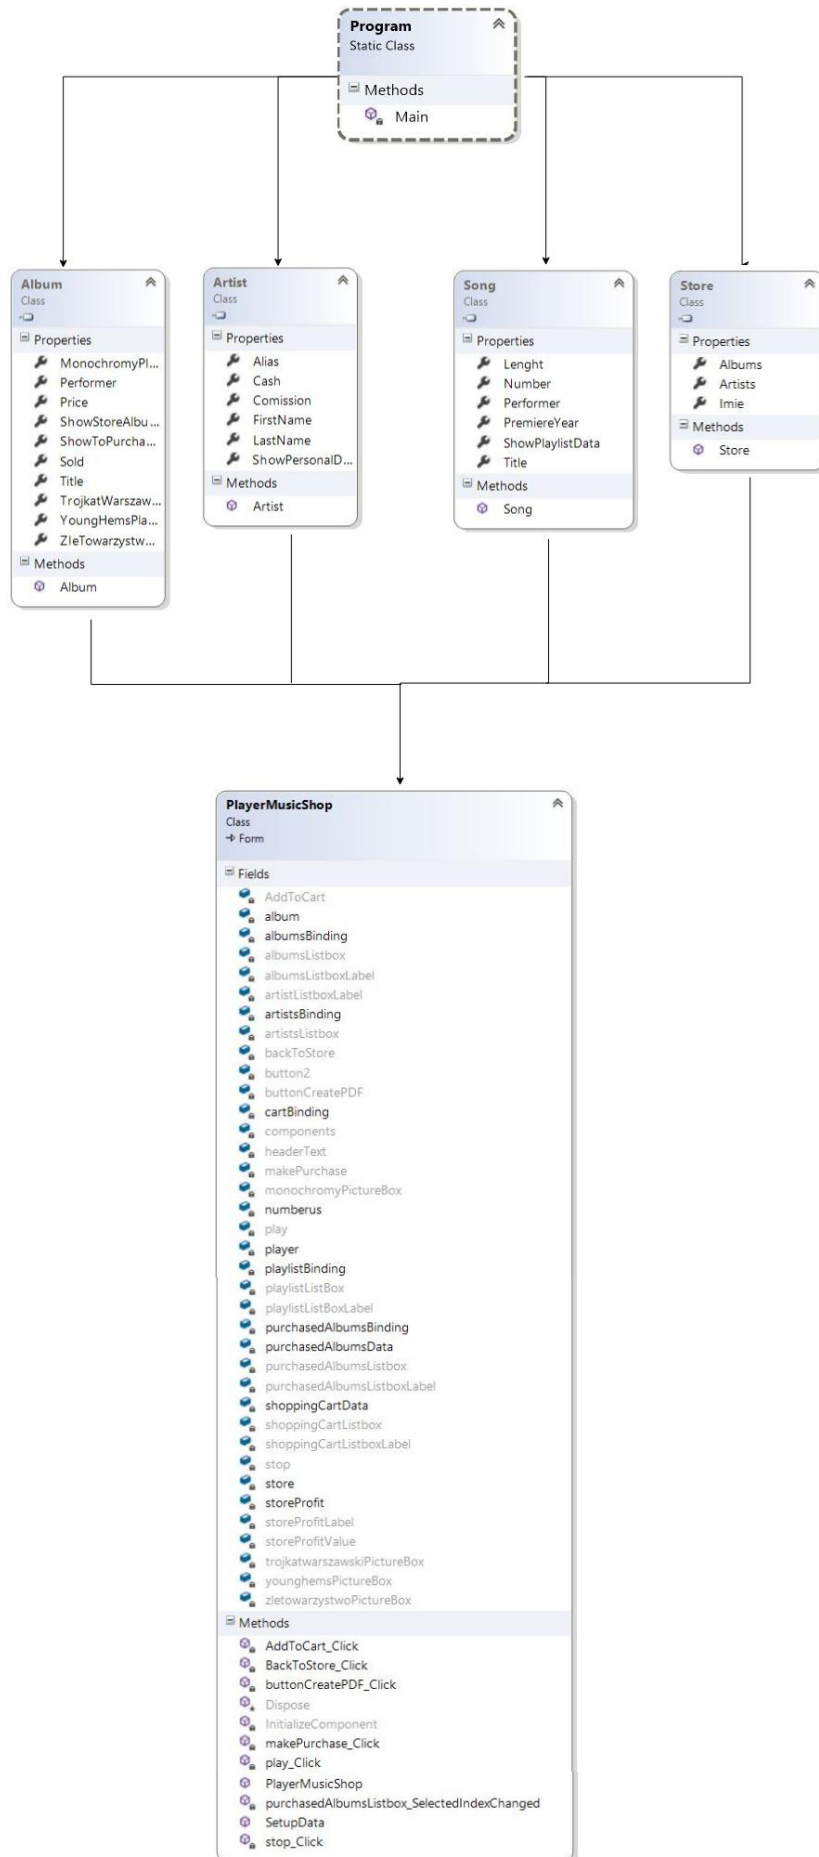 Program
Static Class
Methods
Main
Album
Class
Properties
MonochromyPl...
Performer
Price
ShowStoreAlbu...
ShowToPurcha...
Sold
Title
TrojkatWarszaw...
YoungHemsPla...
ZleTowarzystw...
Methods
Album
Artist
Class
Properties
Alias
Cash
Comission
FirstName
LastName
ShowPersonalD...
Methods
Artist
Song
Class
Properties
Lenght
Number
Performer
PremiereYear
ShowPlaylistData
Title
Methods
Song
Store
Class
Properties
Albums
Artists
Imie
Methods
Store
PlayerMusicShop
Class
Form
Fields
AddToCart
album
albumsBinding
albumsListbox
albumsListboxLabel
artistListboxLabel
artistsBinding
artistsListbox
backToStore
button2
buttonCreatePDF
cartBinding
components
headerText
makePurchase
monochromyPictureBox
numberus
play
player
playlistBinding
playlistListBox
playlistListBoxLabel
purchasedAlbumsBinding
purchasedAlbumsData
purchasedAlbumsListbox
purchasedAlbumsListboxLabel
shoppingCartData
shoppingCartListbox
shoppingCartListboxLabel
stop
store
storeProfit
storeProfitLabel
storeProfitValue
trojkatwarszawskiPictureBox
younghemsPictureBox
zletowarzystwoPictureBox
Methods
AddToCart_Click
BackToStore_Click
buttonCreatePDF_Click
Dispose
InitializeComponent
makePurchase_Click
play_Click
PlayerMusicShop
purchasedAlbumsListbox_SelectedIndexChanged
SetupData
stop_Click